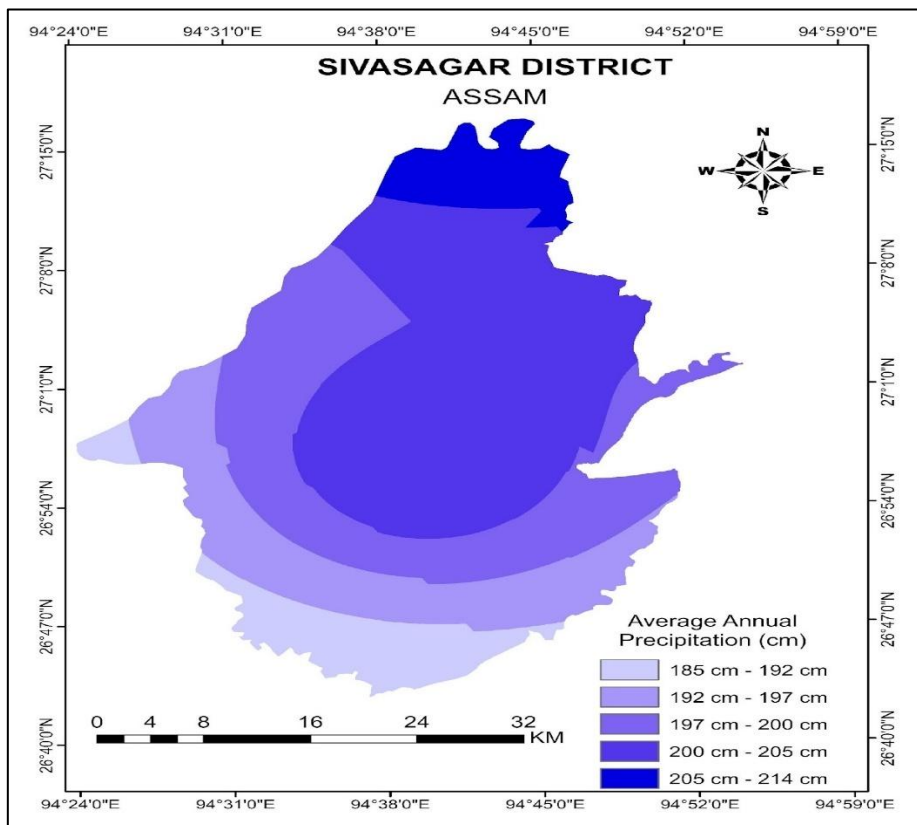 94°24'0"E 94°31'0"E 94°38'0"E 94°45'0"E 94°52'0"E 94°59'0"E
SIVASAGAR DISTRICT
ASSAM
N
W E
S
27°15'0"N 27°15'0"N
27°8'0"N 27°8'0"N
27°1'0"N 27°1'0"N
26°54'0"N 26°54'0"N
26°47'0"N 26°47'0"N
26°40'0"N 26°40'0"N
Average Annual
Precipitation (cm)
185 cm - 192 cm
192 cm - 197 cm
197 cm - 200 cm
200 cm - 205 cm
205 cm - 214 cm
0 4 8 16 24 32
KM
94°24'0"E 94°31'0"E 94°38'0"E 94°45'0"E 94°52'0"E 94°59'0"E